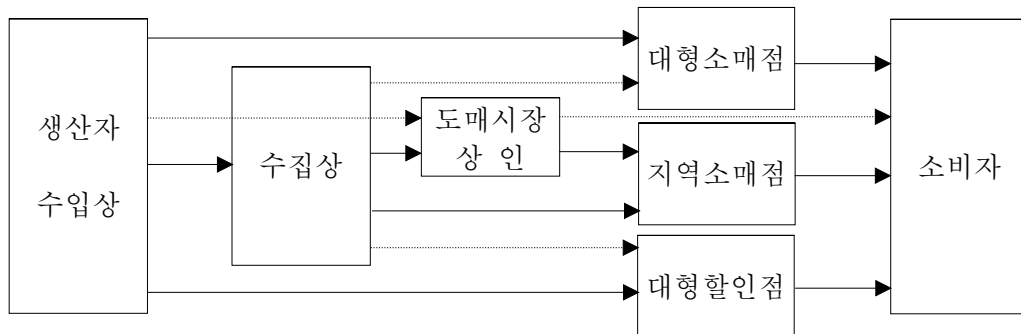 생산자
수입상
수집상
도매시장
상 인
대형소매점
지역소매점
대형할인점
소비자